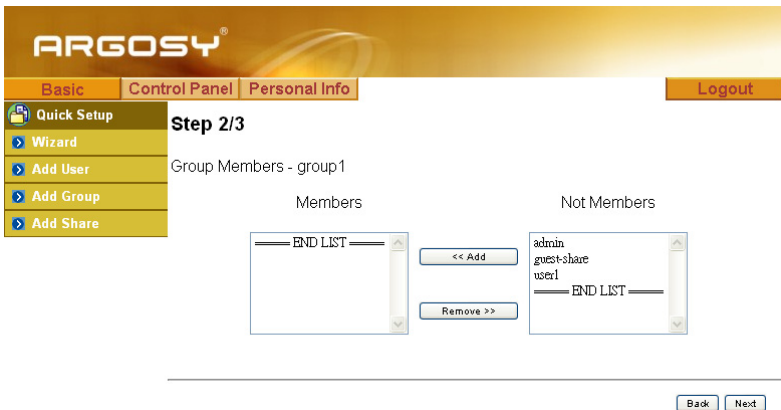 ARGOSY®
Basic
Control Panel
Personal Info
Logout
Quick Setup
Wizard
Add User
Add Group
Add Share
Step 2/3
Group Members - group1
Members
Not Members
END LIST
<< Add
Remove >>
admin
guest-share
user1
END LIST
Back
Next